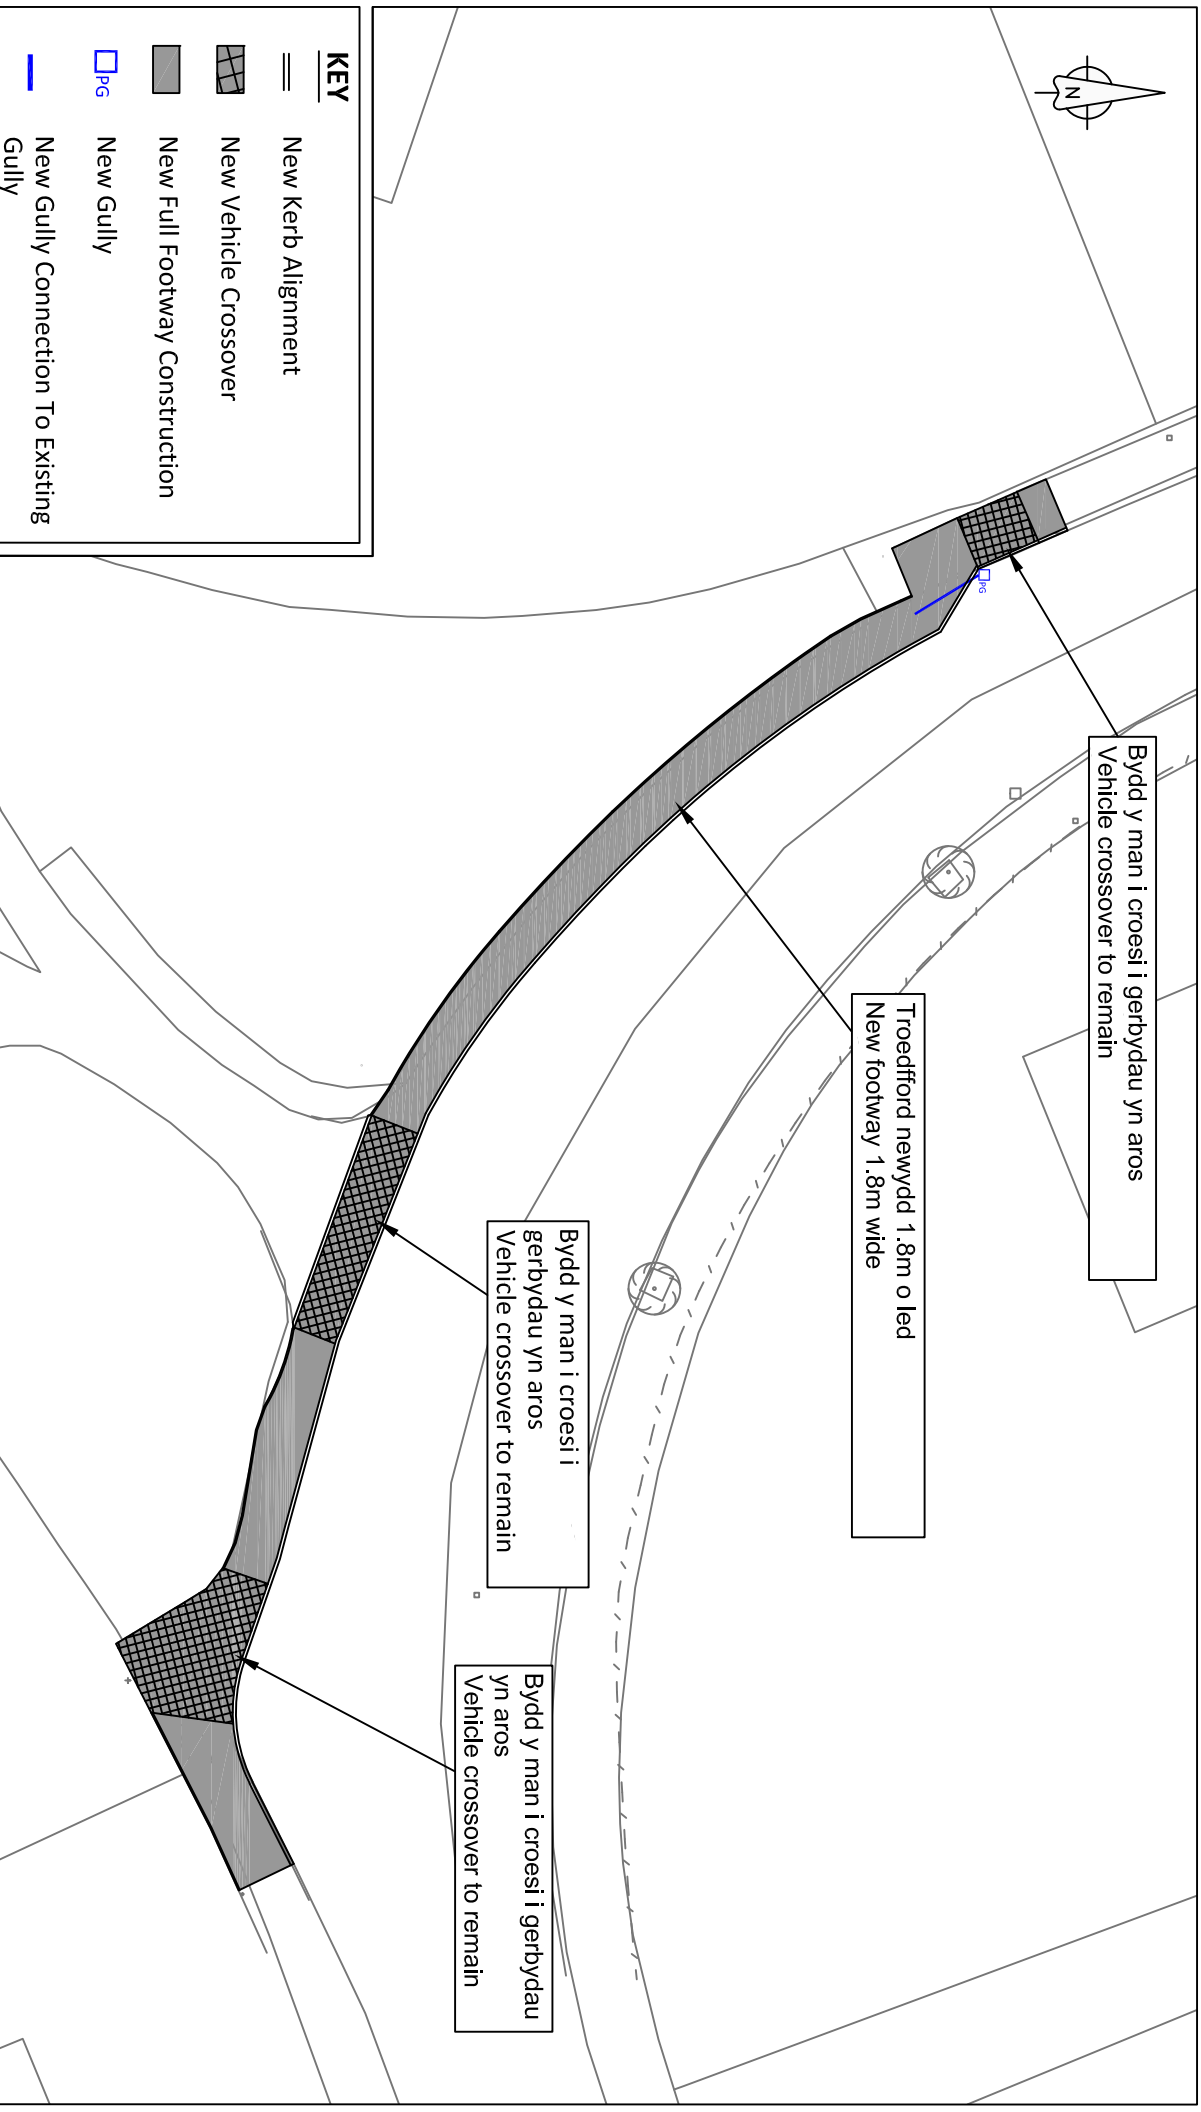 N
Bydd y man i croesi i gerbydau yn aros
Vehicle crossover to remain
PG
Troedffford newydd 1.8m o led
New footway 1.8m wide
Bydd y man i croesi i
gerbydau yn aros
Vehicle crossover to remain
Bydd y man i croesi i gerbydau
yn aros
Vehicle crossover to remain
KEY
New Kerb Alignment
New Vehicle Crossover
New Full Footway Construction
PG New Gully
New Gully Connection To Existing
Gully